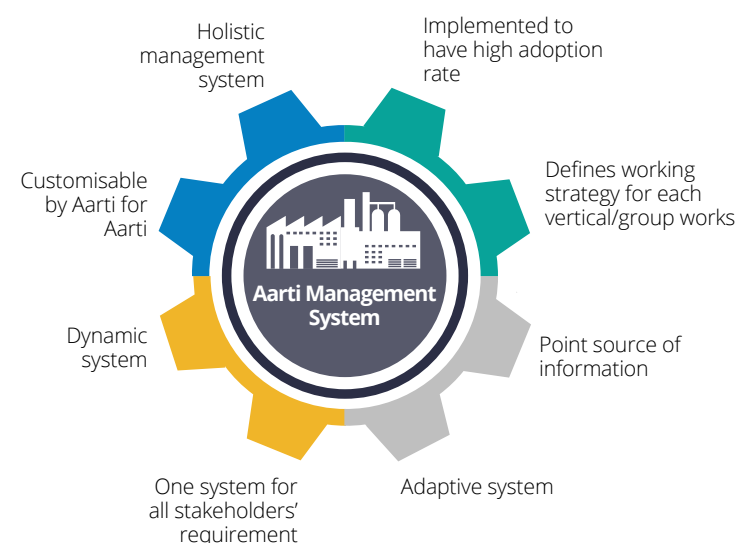 Holistic
management
system
Implemented to
have high adoption
rate
Customisable
by Aarti for
Aarti
Defines working
strategy for each
vertical/group works
Aarti Management
System
Dynamic
system
Point source of
information
One system for
all stakeholders’
requirement
Adaptive system